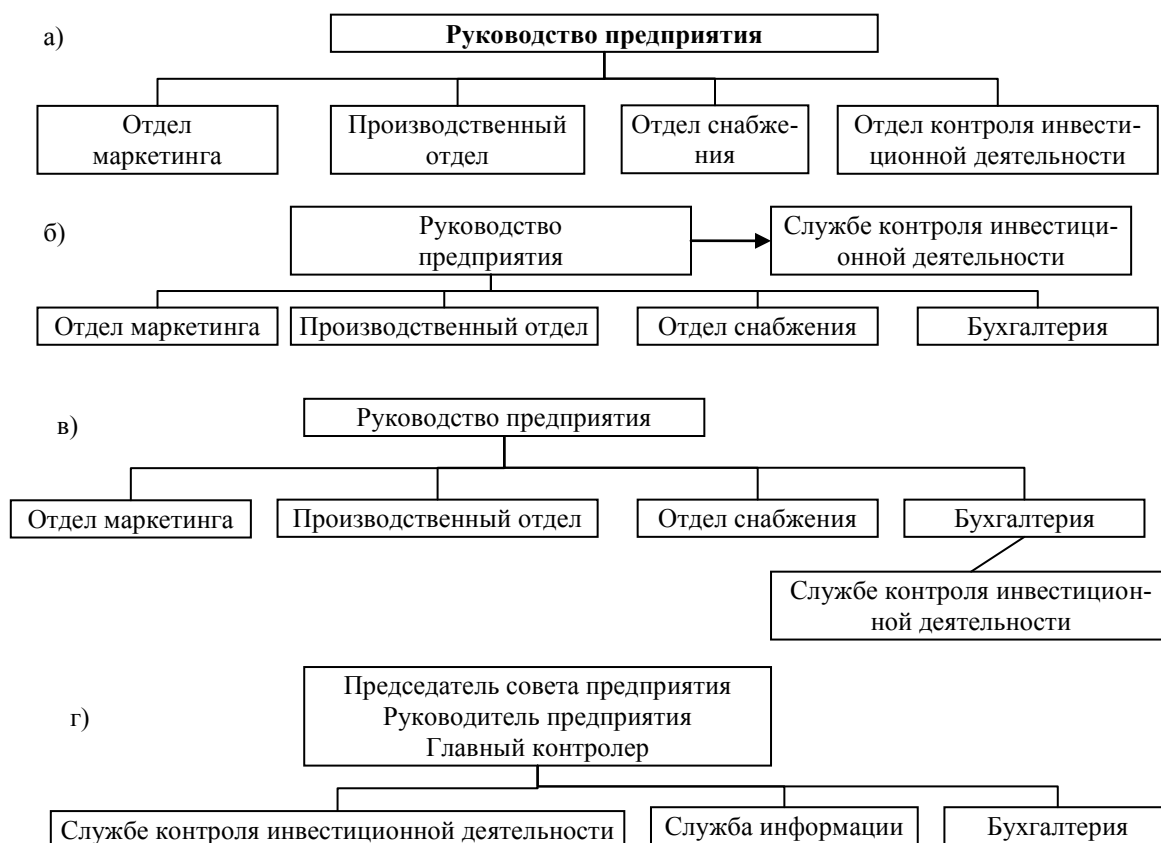 а)
Руководство предприятия
Отдел
маркетинга
Производственный
отдел
Отдел снабже-
ния
Отдел контроля инвести-
ционной деятельности
б)
Руководство
предприятия
Службе контроля инвестици-
онной деятельности
Отдел маркетинга
Производственный отдел
Отдел снабжения
Бухгалтерия
в)
Руководство предприятия
Отдел маркетинга
Производственный отдел
Отдел снабжения
Бухгалтерия
Службе контроля инвестицион-
ной деятельности
г)
Председатель совета предприятия
Руководитель предприятия
Главный контролер
Службе контроля инвестиционной деятельности
Служба информации
Бухгалтерия